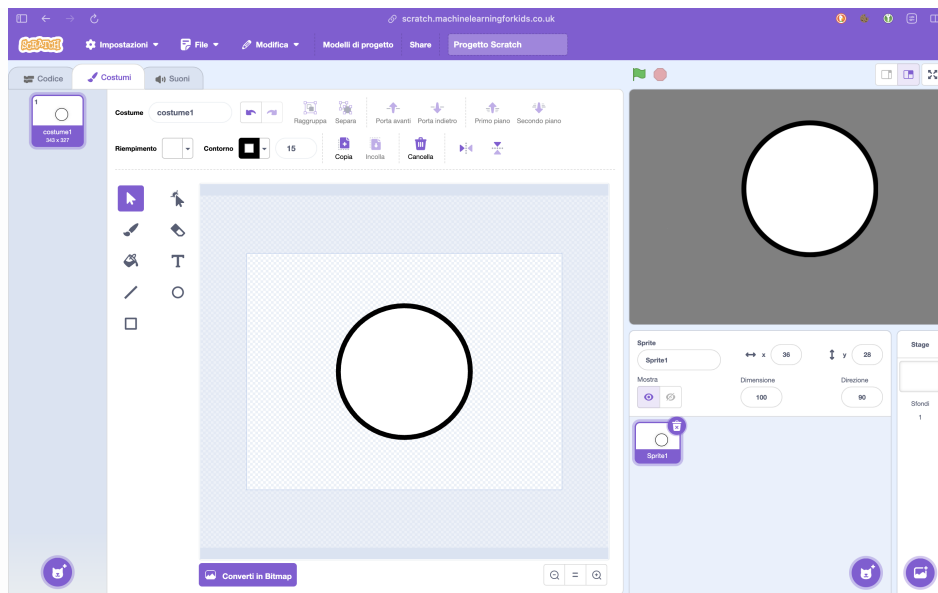 scratch.machinelearningforkids.co.uk
SCRATCH Impostazioni File Modifica Modelli di progetto Share Progetto Scratch
Codice Costumi Suoni
1
costume1
343 x 327
Costume costume1 Raggruppa Separa Porta avanti Porta indietro Primo piano Secondo piano
Riempimento Contorno 15 Copia Incolla Cancella
T
Converti in Bitmap
=
Sprite
Sprite1 x 36 y 28
Mostra Dimensione Direzione
100 90
Sprite1
Stage
Sfondi
1